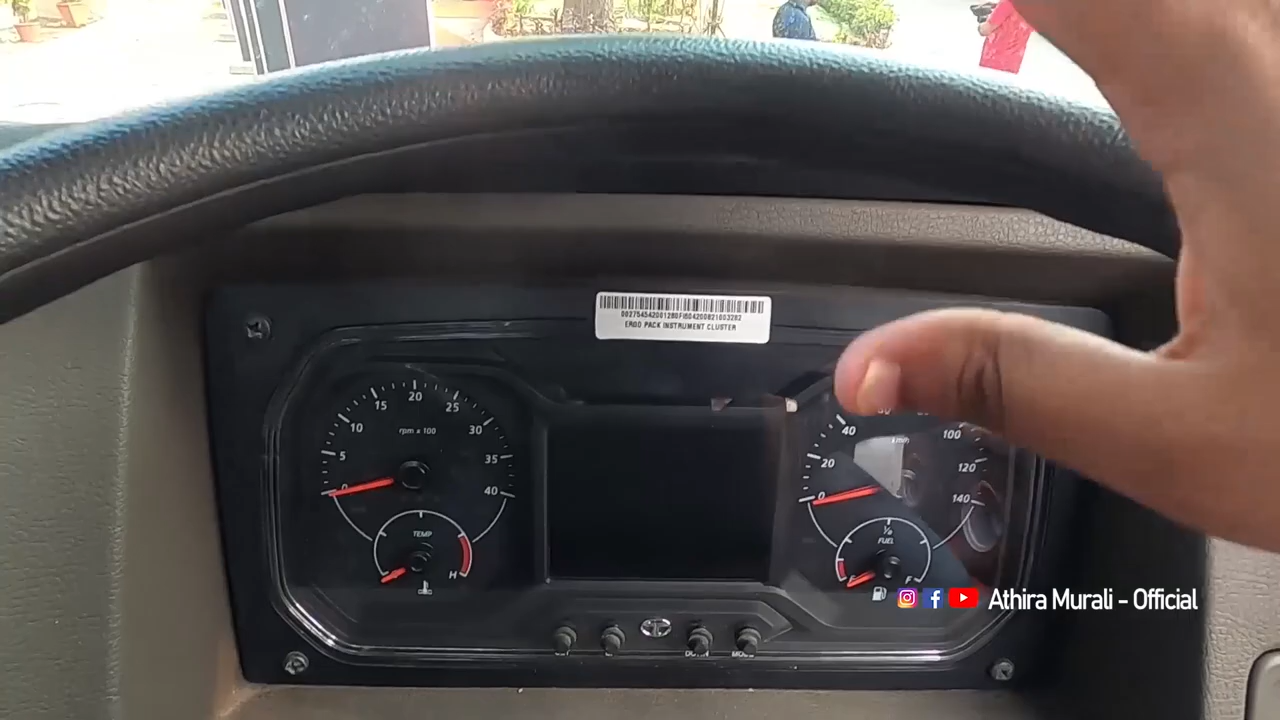 ERGO PACK INSTRUMENT CLUSTER
5
10
15
20
25
30
35
40
rpm x 100
0
TEMP
H
20
40
100
120
140
0
1/2
FUEL
F
Athira Murali - Official